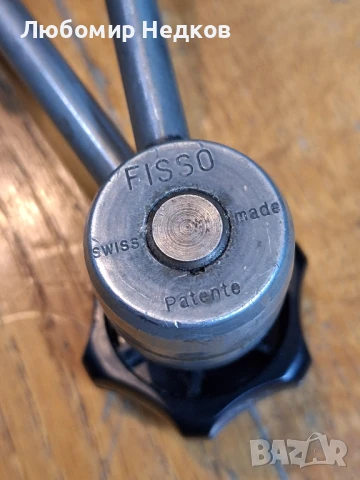 Любомир Недков
FISSO
swiss made
Patente
BAZAR